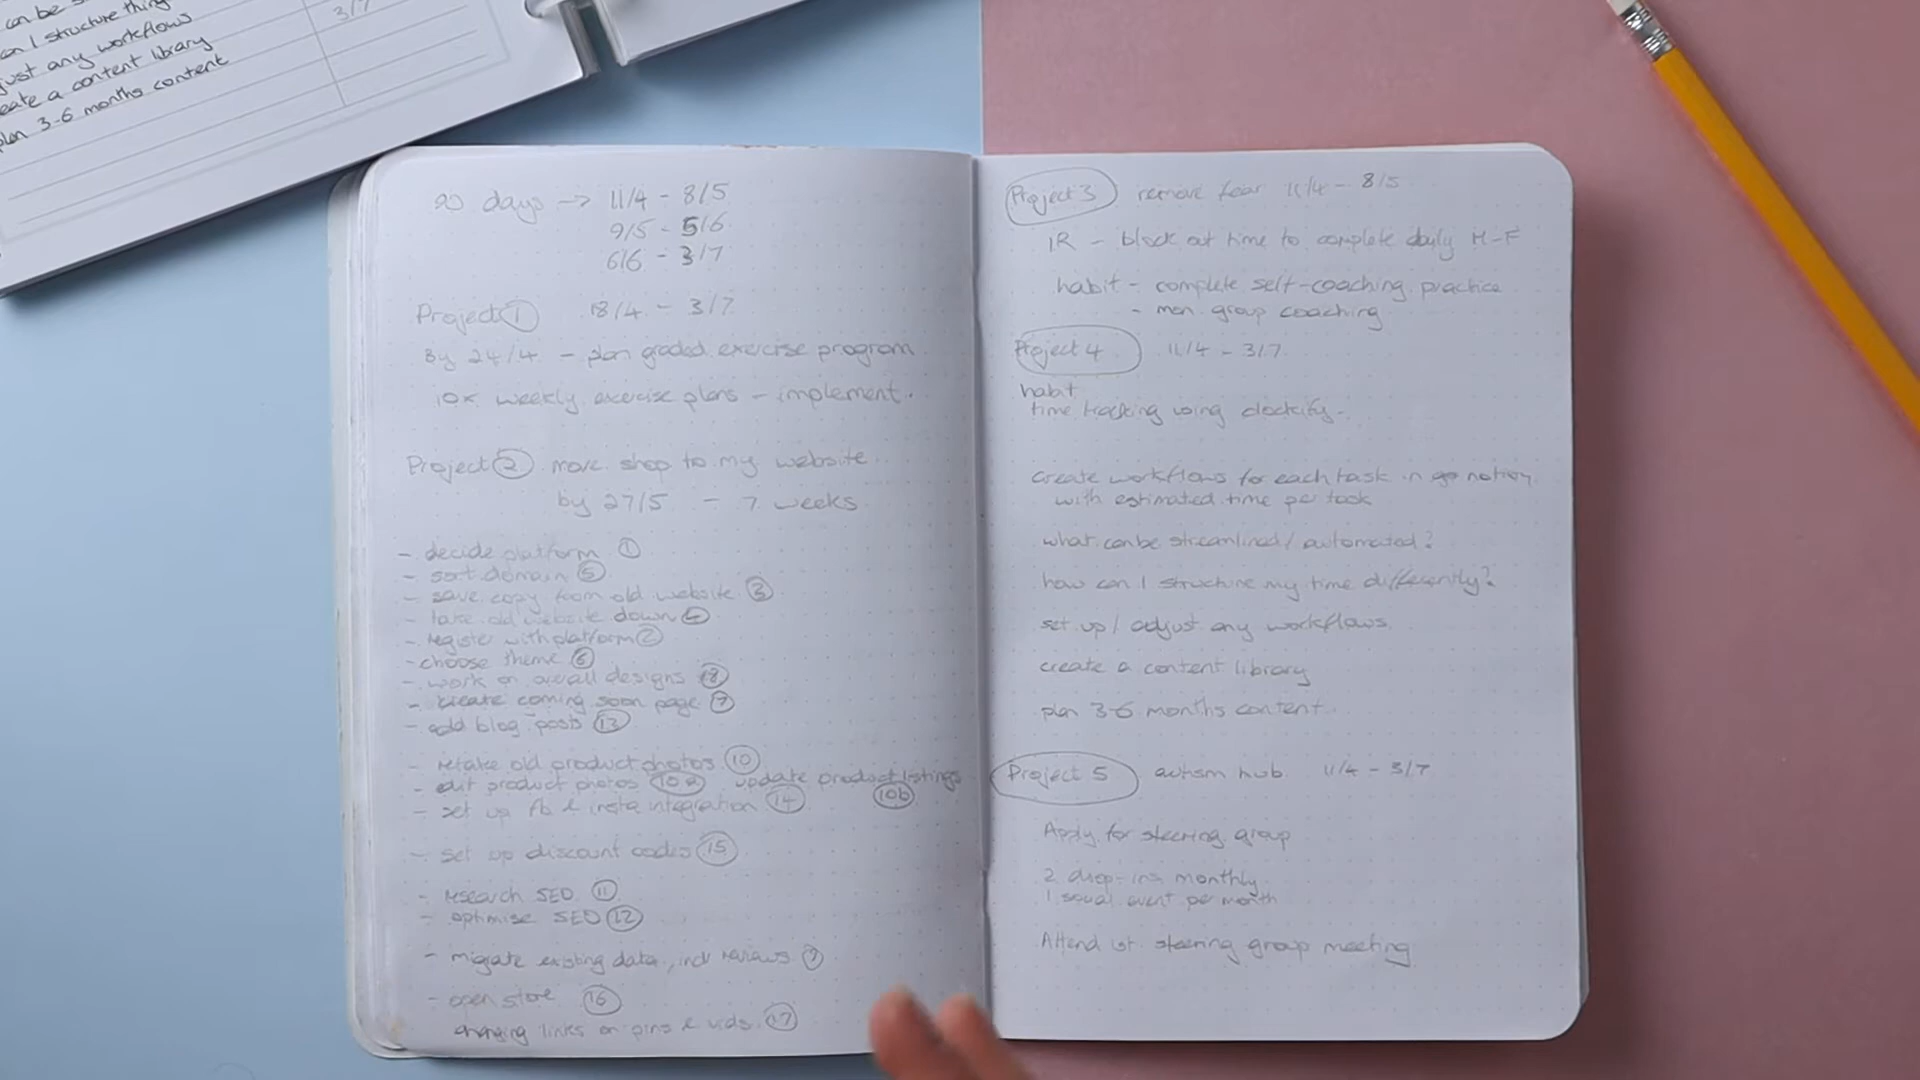 can be
can I structure thing
just any workflows
eate a content library
plan 3-6 months content
3/7
90 days -> 11/4 - 8/5
9/5 - 5/6
6/6 - 3/7
Project 1 18/4 - 3/7
By 24/4 - plan graded exercise program
10x weekly exercise plans - implement.
Project 2 move shop to my website
by 27/5 - 7 weeks
- decide platform 1
- sort domain 5
- save copy from old website 3
- take old website down 4
- register with platform 2
- choose theme 6
- work on overall designs 8
- create coming soon page 7
- add blog posts 13
- retake old product photos 10
- edit product photos 10a update product listings 10b
- set up fb & insta integration 14
- set up discount codes 15
- research SEO 11
- optimise SEO 12
- migrate existing data, incl reviews 9
- open store 16
changing links on pins & vids 17
Project 3 remove fear 11/4 - 8/5
1R - block out time to complete daily M-F
habit - complete self-coaching practice
- mon group coaching
Project 4 11/4 - 3/7
habit
time tracking using clockify.
create workflows for each task in notion
with estimated time per task
what can be streamlined/automated?
how can I structure my time differently?
set up/adjust any workflows
create a content library
plan 3-6 months content
Project 5 autism hub 11/4 - 3/7
Apply for steering group
2 drop-ins monthly
1 social event per month
Attend 1st steering group meeting